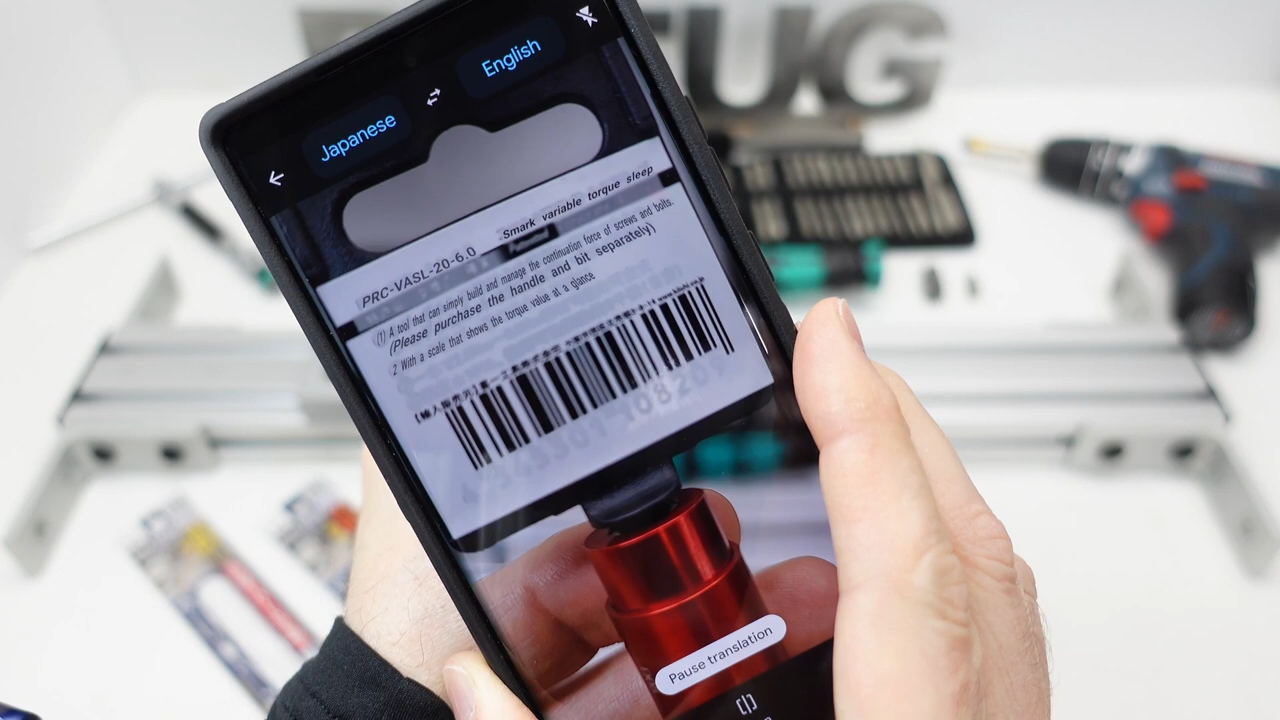 UG
English
Japanese
PRC-VASL-20-6.0 Smark variable torque sleep
(1) A tool that can simply build and manage the continuation force of screws and bolts.
(Please purchase the handle and bit separately)
2 With a scale that shows the torque value at a glance
108209
Pause translation